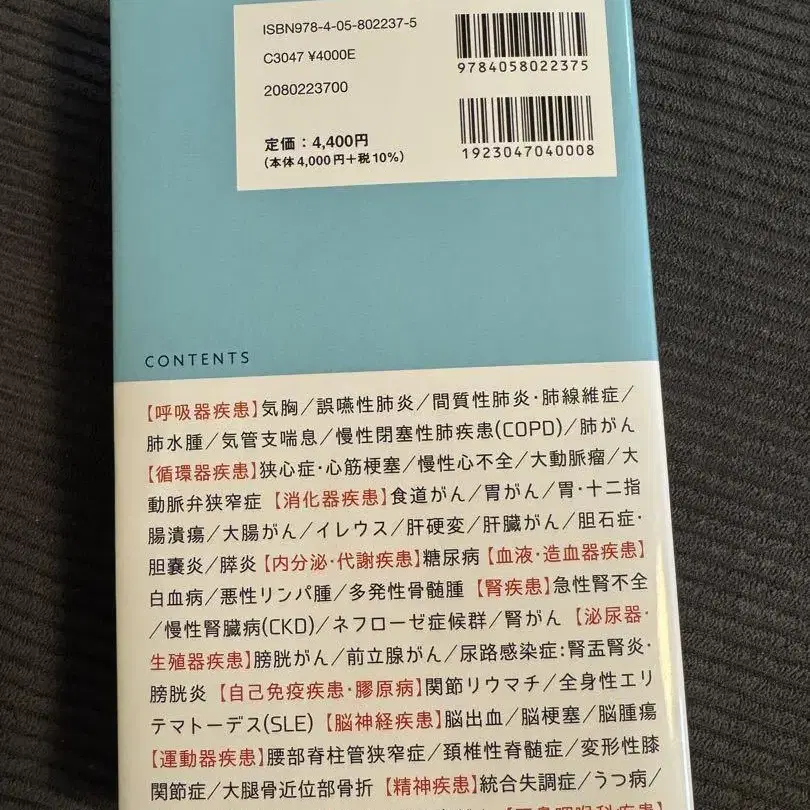 ISBN978-4-05-802237-5
C3047 ¥4000E
2080223700
定価：4,400円
(本体4,000円+税10%)
9784058022375
1923047040008
CONTENTS
【呼吸器疾患】気胸/誤嚥性肺炎/間質性肺炎・肺線維症/
肺水腫/気管支喘息/慢性閉塞性肺疾患(COPD)/肺がん
【循環器疾患】狭心症・心筋梗塞/慢性心不全/大動脈瘤/大
動脈弁狭窄症【消化器疾患】食道がん/胃がん/胃・十二指
腸潰瘍/大腸がん/イレウス/肝硬変/肝臓がん/胆石症・
胆嚢炎/膵炎【内分泌・代謝疾患】糖尿病【血液・造血器疾患】
白血病/悪性リンパ腫/多発性骨髄腫【腎疾患】急性腎不全
/慢性腎臓病(CKD)/ネフローゼ症候群/腎がん【泌尿器・
生殖器疾患】膀胱がん/前立腺がん/尿路感染症:腎盂腎炎・
膀胱炎【自己免疫疾患・膠原病】関節リウマチ/全身性エリ
テマトーデス(SLE)【脳神経疾患】脳出血/脳梗塞/脳腫瘍
【運動器疾患】腰部脊柱管狭窄症/頚椎性脊髄症/変形性膝
関節症/大腿骨近位部骨折【精神疾患】統合失調症/うつ病/